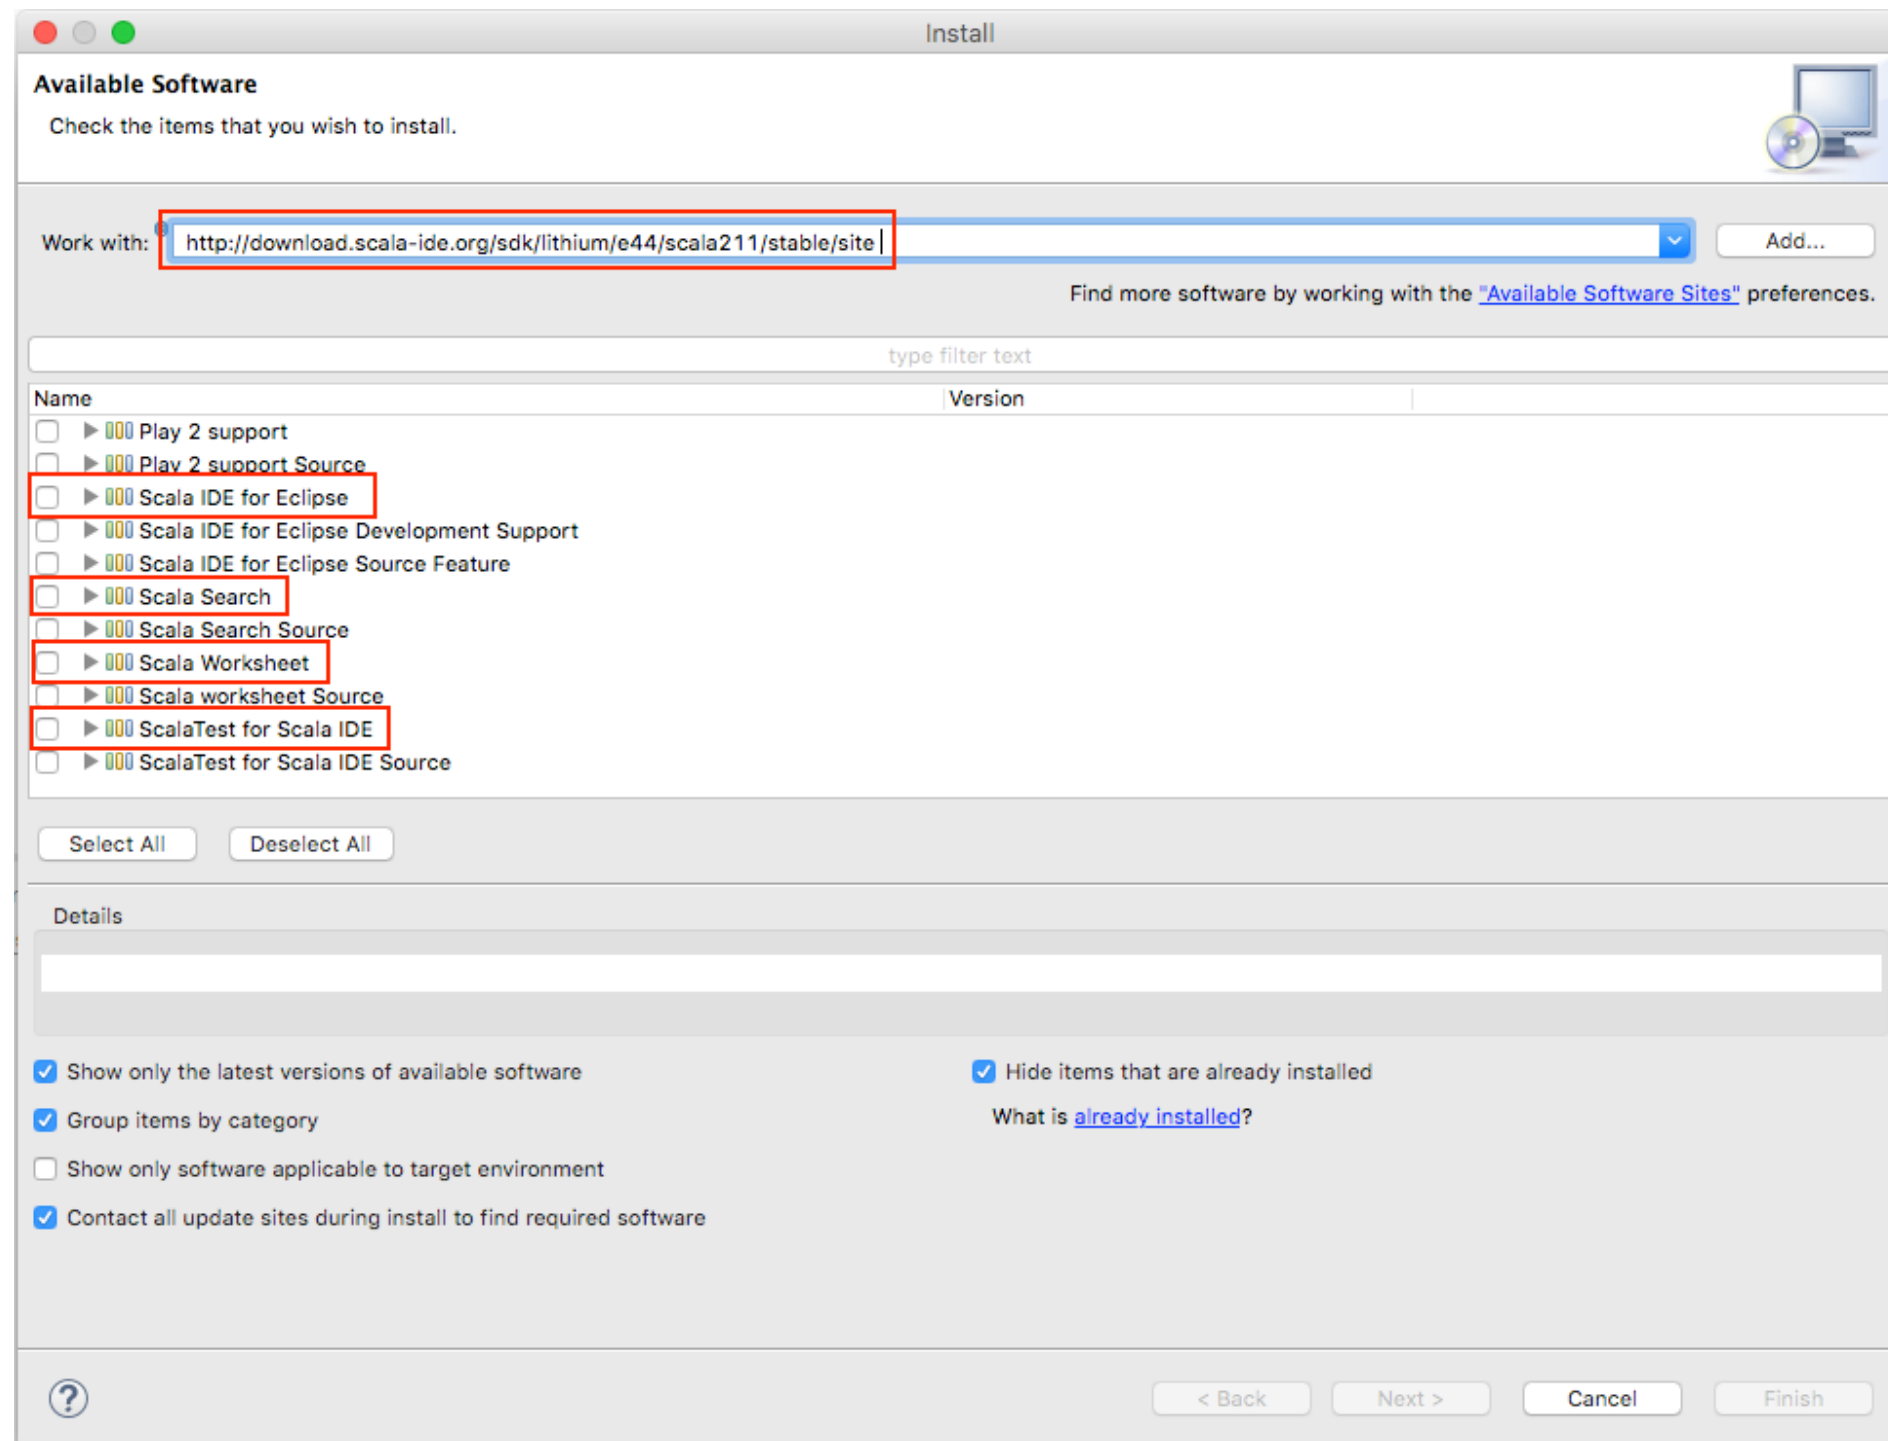 Install
Available Software
Check the items that you wish to install.
Work with: http://download.scala-ide.org/sdk/lithium/e44/scala211/stable/site
Add...
Find more software by working with the "Available Software Sites" preferences.
type filter text
Name Version
Play 2 support
Play 2 support Source
Scala IDE for Eclipse
Scala IDE for Eclipse Development Support
Scala IDE for Eclipse Source Feature
Scala Search
Scala Search Source
Scala Worksheet
Scala worksheet Source
ScalaTest for Scala IDE
ScalaTest for Scala IDE Source
Select All Deselect All
Details
Show only the latest versions of available software
Hide items that are already installed
Group items by category
What is already installed?
Show only software applicable to target environment
Contact all update sites during install to find required software
? < Back Next > Cancel Finish